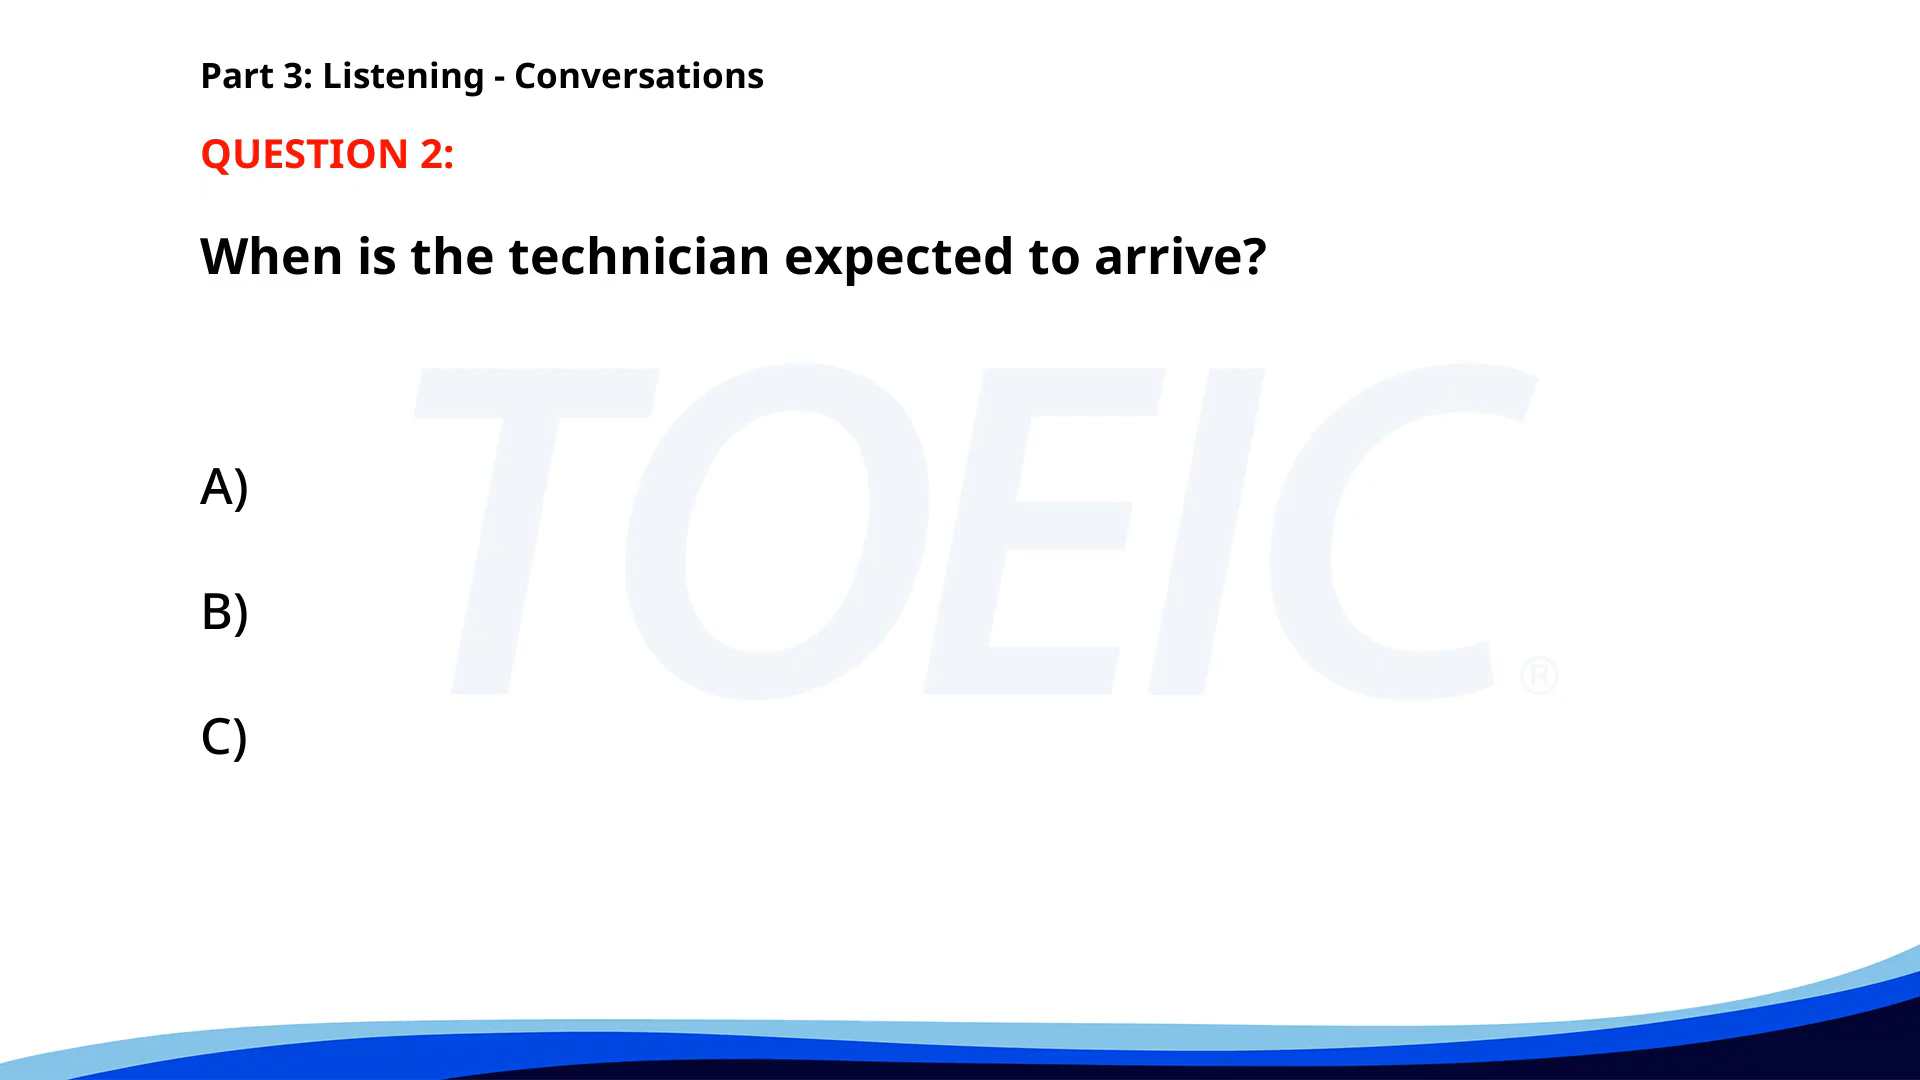 Part 3: Listening - Conversations
QUESTION 2:
When is the technician expected to arrive?
TOEIC®
A)
B)
C)